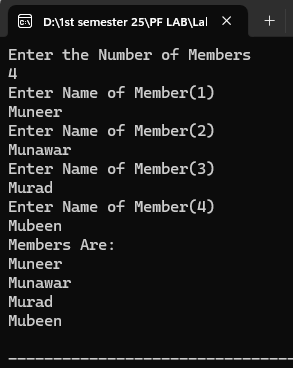 D:\1st semester 25\PF LAB\Lal
Enter the Number of Members
4
Enter Name of Member(1)
Muneer
Enter Name of Member(2)
Munawar
Enter Name of Member(3)
Murad
Enter Name of Member(4)
Mubeen
Members Are:
Muneer
Munawar
Murad
Mubeen
--------------------------------